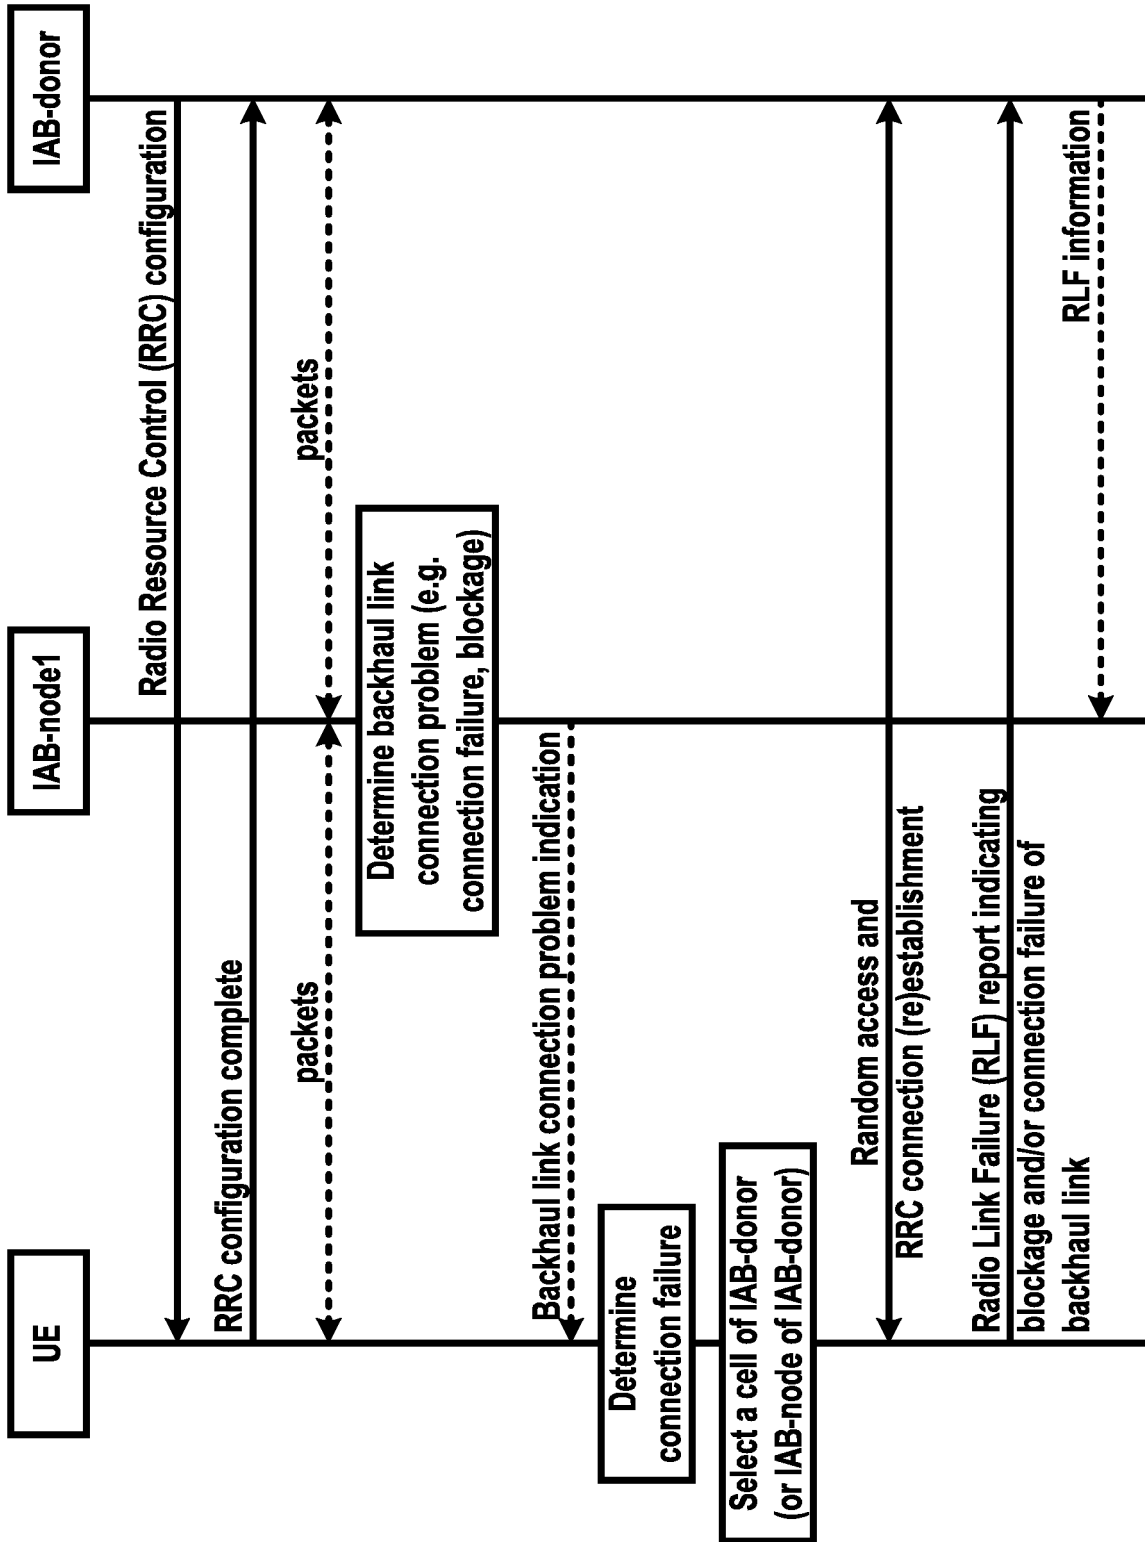 UE
IAB-node1
IAB-donor
Radio Resource Control (RRC) configuration
RRC configuration complete
packets
packets
Determine backhaul link
connection problem (e.g.
connection failure, blockage)
Backhaul link connection problem indication
Determine
connection failure
Select a cell of IAB-donor
(or IAB-node of IAB-donor)
Random access and
RRC connection (re)establishment
Radio Link Failure (RLF) report indicating
blockage and/or connection failure of
backhaul link
RLF information